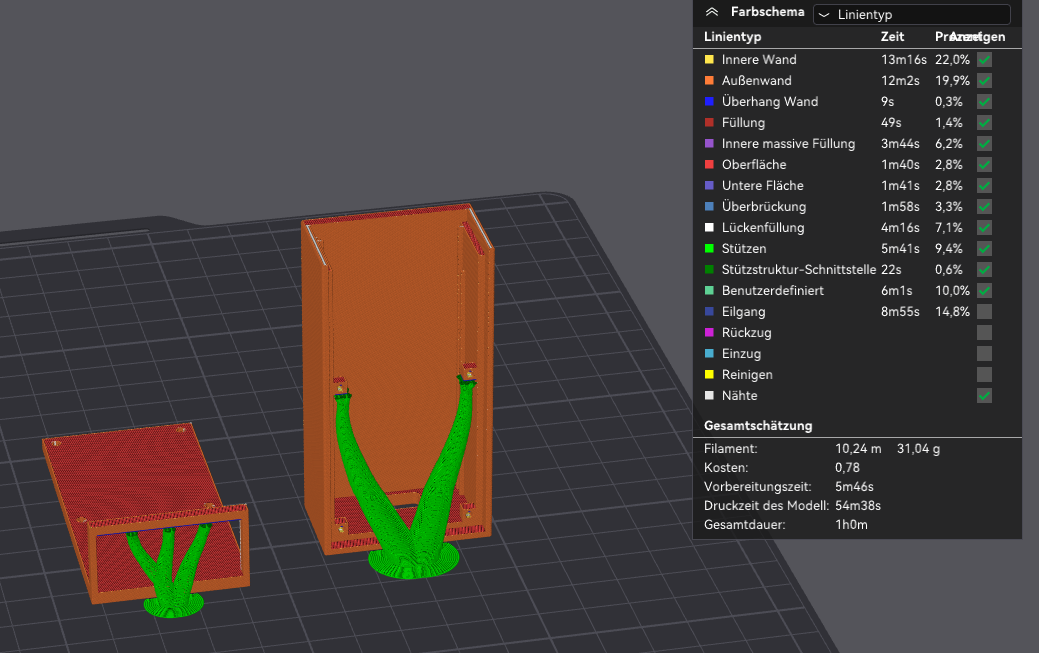 Farbschema Linientyp
Linientyp Zeit Prozent Anzeigen
Innere Wand 13m16s 22,0%
Außenwand 12m2s 19,9%
Überhang Wand 9s 0,3%
Füllung 49s 1,4%
Innere massive Füllung 3m44s 6,2%
Oberfläche 1m40s 2,8%
Untere Fläche 1m41s 2,8%
Überbrückung 1m58s 3,3%
Lückenfüllung 4m16s 7,1%
Stützen 5m41s 9,4%
Stützstruktur-Schnittstelle 22s 0,6%
Benutzerdefiniert 6m1s 10,0%
Eilgang 8m55s 14,8%
Rückzug
Einzug
Reinigen
Nähte
Gesamtschätzung
Filament: 10,24 m 31,04 g
Kosten: 0,78
Vorbereitungszeit: 5m46s
Druckzeit des Modell: 54m38s
Gesamtdauer: 1h0m